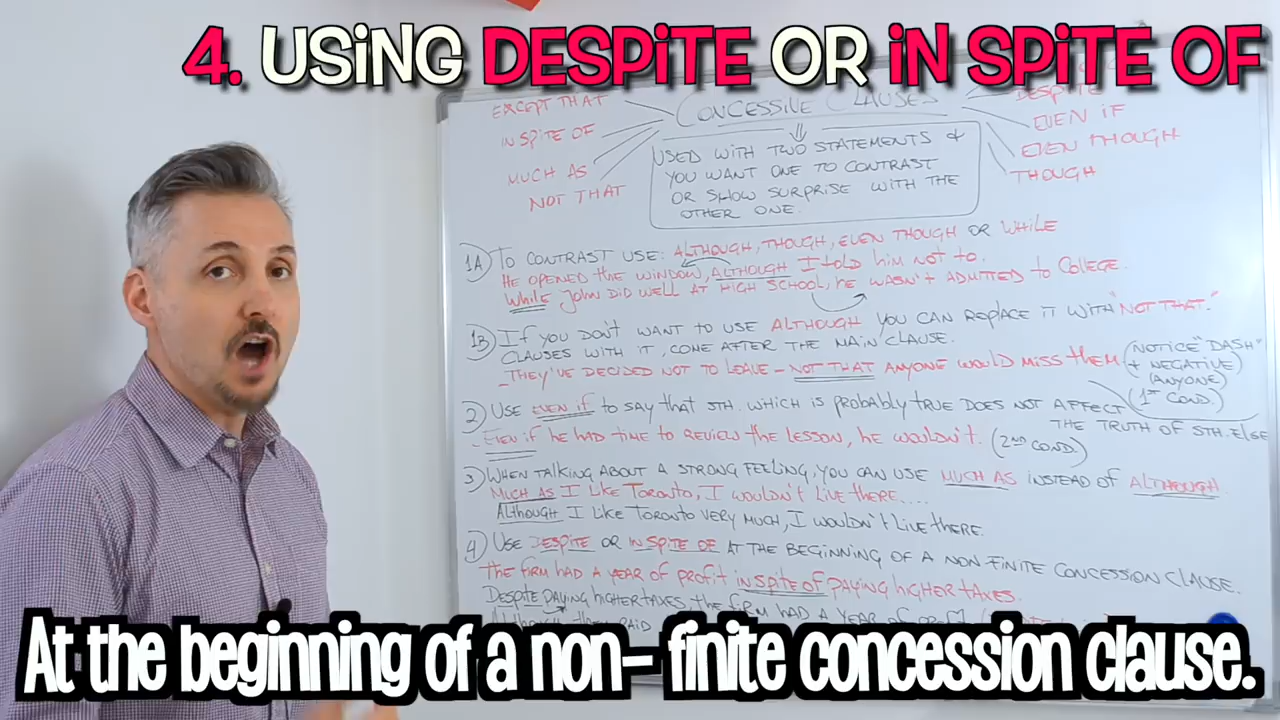 4. USING DESPITE OR IN SPITE OF
CONCESSIVE CLAUSES
EXCEPT THAT
IN SPITE OF
MUCH AS
NOT THAT
DESPITE
EVEN IF
EVEN THOUGH
THOUGH
USED WITH TWO STATEMENTS &
YOU WANT ONE TO CONTRAST
OR SHOW SURPRISE WITH THE
OTHER ONE.
1A) TO CONTRAST USE: ALTHOUGH, THOUGH, EVEN THOUGH OR WHILE
HE OPENED THE WINDOW, ALTHOUGH I TOLD HIM NOT TO.
WHILE JOHN DID WELL AT HIGH SCHOOL, HE WASN'T ADMITTED TO COLLEGE.
1B) IF YOU DON'T WANT TO USE ALTHOUGH YOU CAN REPLACE IT WITH "NOT THAT."
CLAUSES WITH IT, COME AFTER THE MAIN CLAUSE.
THEY'VE DECIDED NOT TO LEAVE – NOT THAT ANYONE WOULD MISS THEM
(NOTICE "DASH"
+ NEGATIVE)
(ANYONE)
(1ST COND.)
2) USE EVEN IF TO SAY THAT STH. WHICH IS PROBABLY TRUE DOES NOT AFFECT
THE TRUTH OF STH. ELSE
EVEN IF HE HAD TIME TO REVIEW THE LESSON, HE WOULDN'T. (2ND COND.)
3) WHEN TALKING ABOUT A STRONG FEELING, YOU CAN USE MUCH AS INSTEAD OF ALTHOUGH.
MUCH AS I LIKE TORONTO, I WOULDN'T LIVE THERE....
ALTHOUGH I LIKE TORONTO VERY MUCH, I WOULDN'T LIVE THERE.
4) USE DESPITE OR IN SPITE OF AT THE BEGINNING OF A NON FINITE CONCESSION CLAUSE.
THE FIRM HAD A YEAR OF PROFIT IN SPITE OF PAYING HIGHER TAXES.
DESPITE PAYING HIGHER TAXES THE FIRM HAD A YEAR OF PROFIT
ALTHOUGH THEY PAID
At the beginning of a non- finite concession clause.